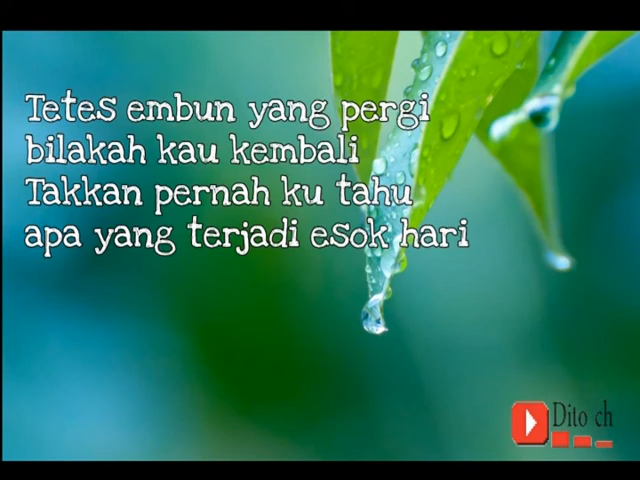 Tetes embun yang pergi
bilakah kau kembali
Takkan pernah ku tahu
apa yang terjadi esok hari
Dito ch